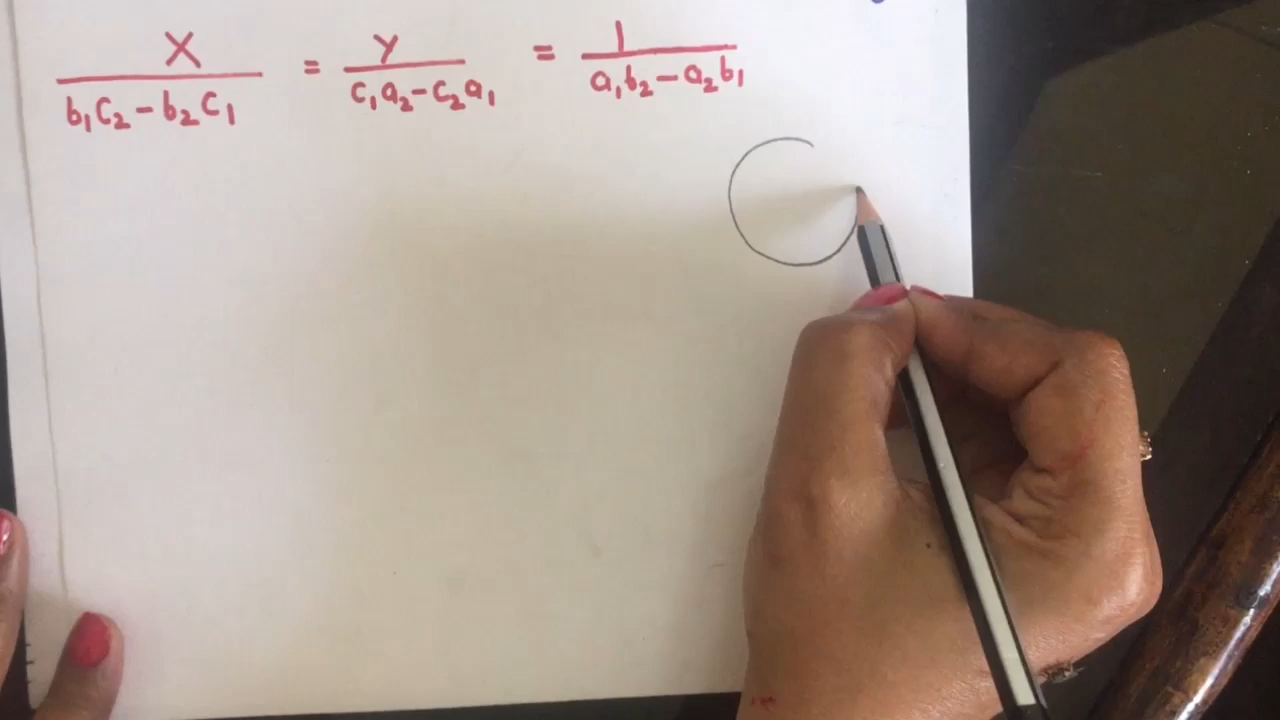 X/(b₁c₂-b₂c₁) = y/(c₁a₂-c₂a₁) = 1/(a₁b₂-a₂b₁)